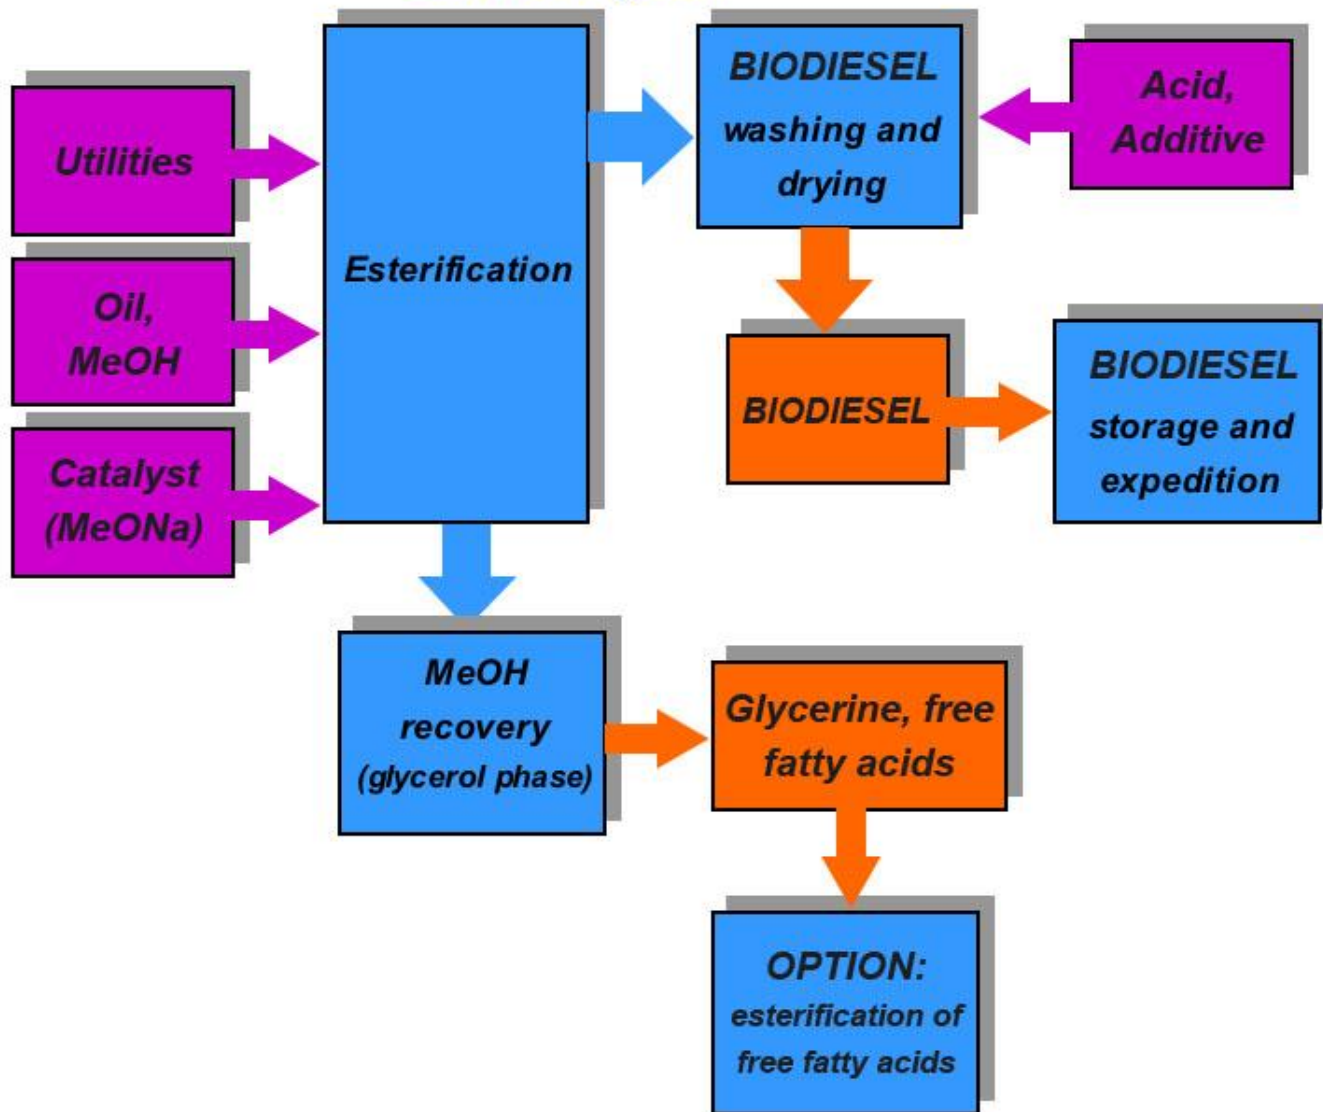 Utilities
Oil,
MeOH
Catalyst
(MeONa)
Esterification
BIODIESEL
washing and
drying
Acid,
Additive
BIODIESEL
BIODIESEL
storage and
expedition
MeOH
recovery
(glycerol phase)
Glycerine, free
fatty acids
OPTION:
esterification of
free fatty acids